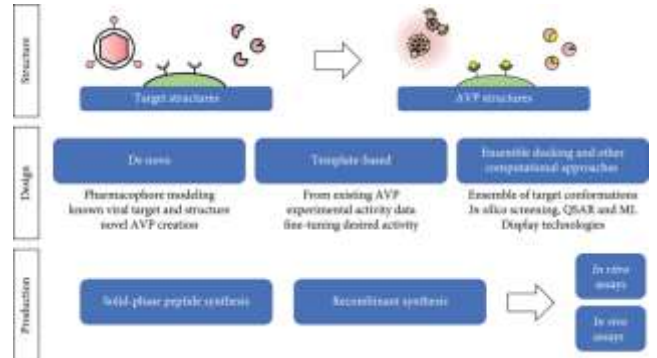 Structure
Target structures
AVP structures
Design
De novo
Template-based
Ensemble docking and other
computational approaches
Pharmacophore modeling
known viral target and structure
novel AVP creation
From existing AVP
experimental activity data
fine-tuning desired activity
Ensemble of target conformations
In silico screening, QSAR and ML
Display technologies
Production
Solid-phase peptide synthesis
Recombinant synthesis
In vitro
assays
In vivo
assays